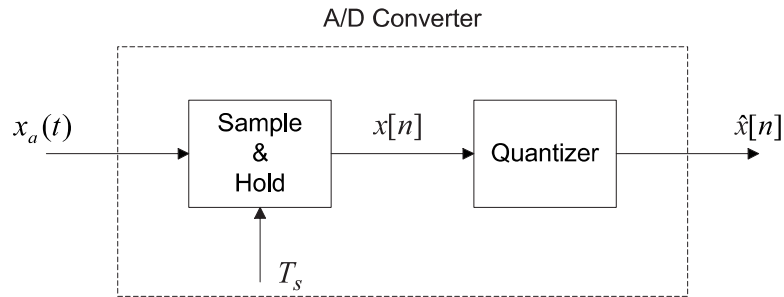 A/D Converter
x_a(t)
Sample
&
Hold
x[n]
Quantizer
x̂[n]
T_s